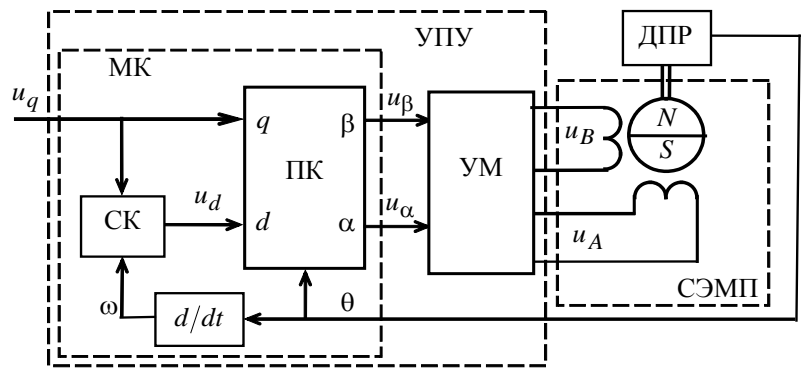 УПУ
ДПР
МК
u_q
q
β
u_β
ПК
УМ
u_B
N
S
СК
u_d
d
α
u_α
u_A
СЭМП
ω
d/dt
θ